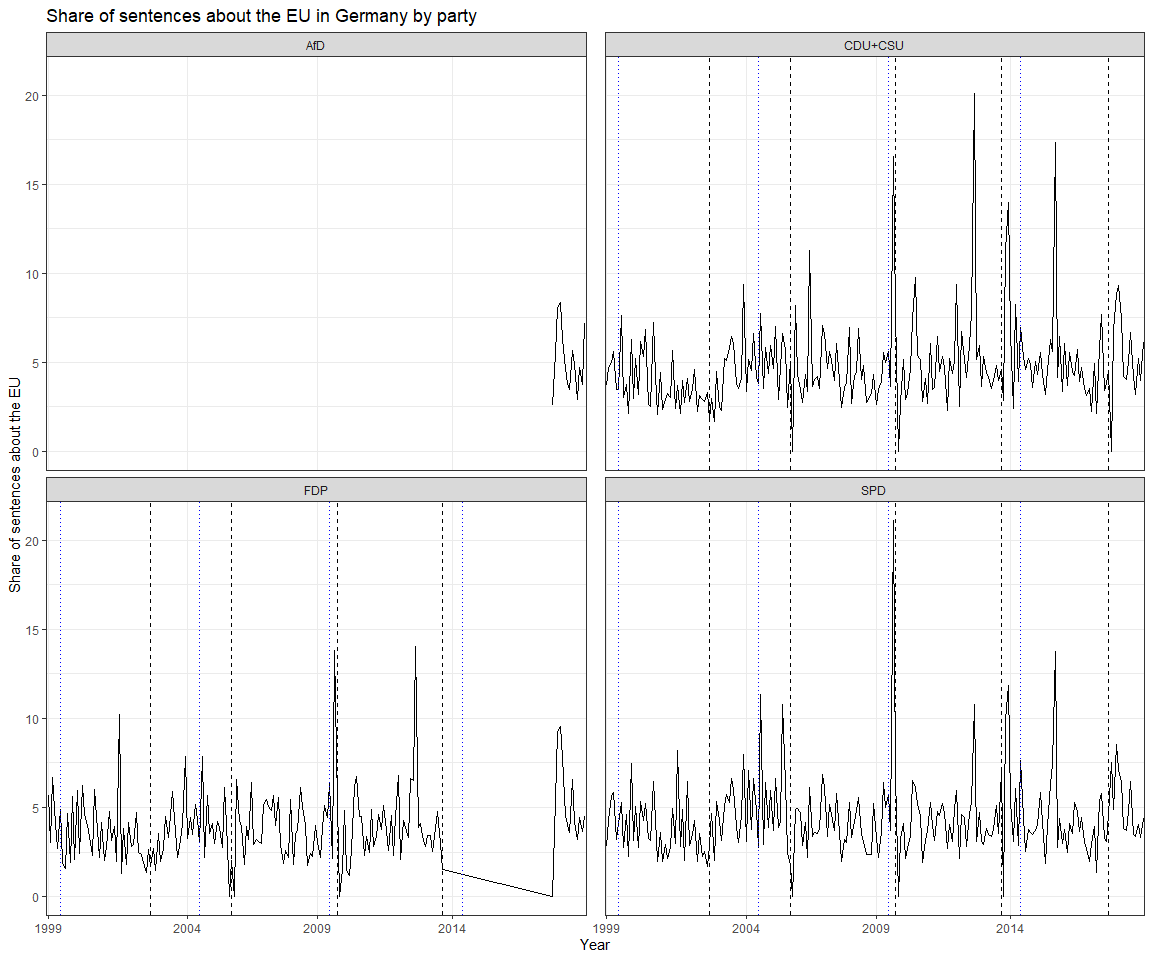 Share of sentences about the EU in Germany by party
AfD
CDU+CSU
20
15
10
5
0
FDP
SPD
20
15
10
5
0
Share of sentences about the EU
1999
2004
2009
2014
1999
2004
2009
2014
Year